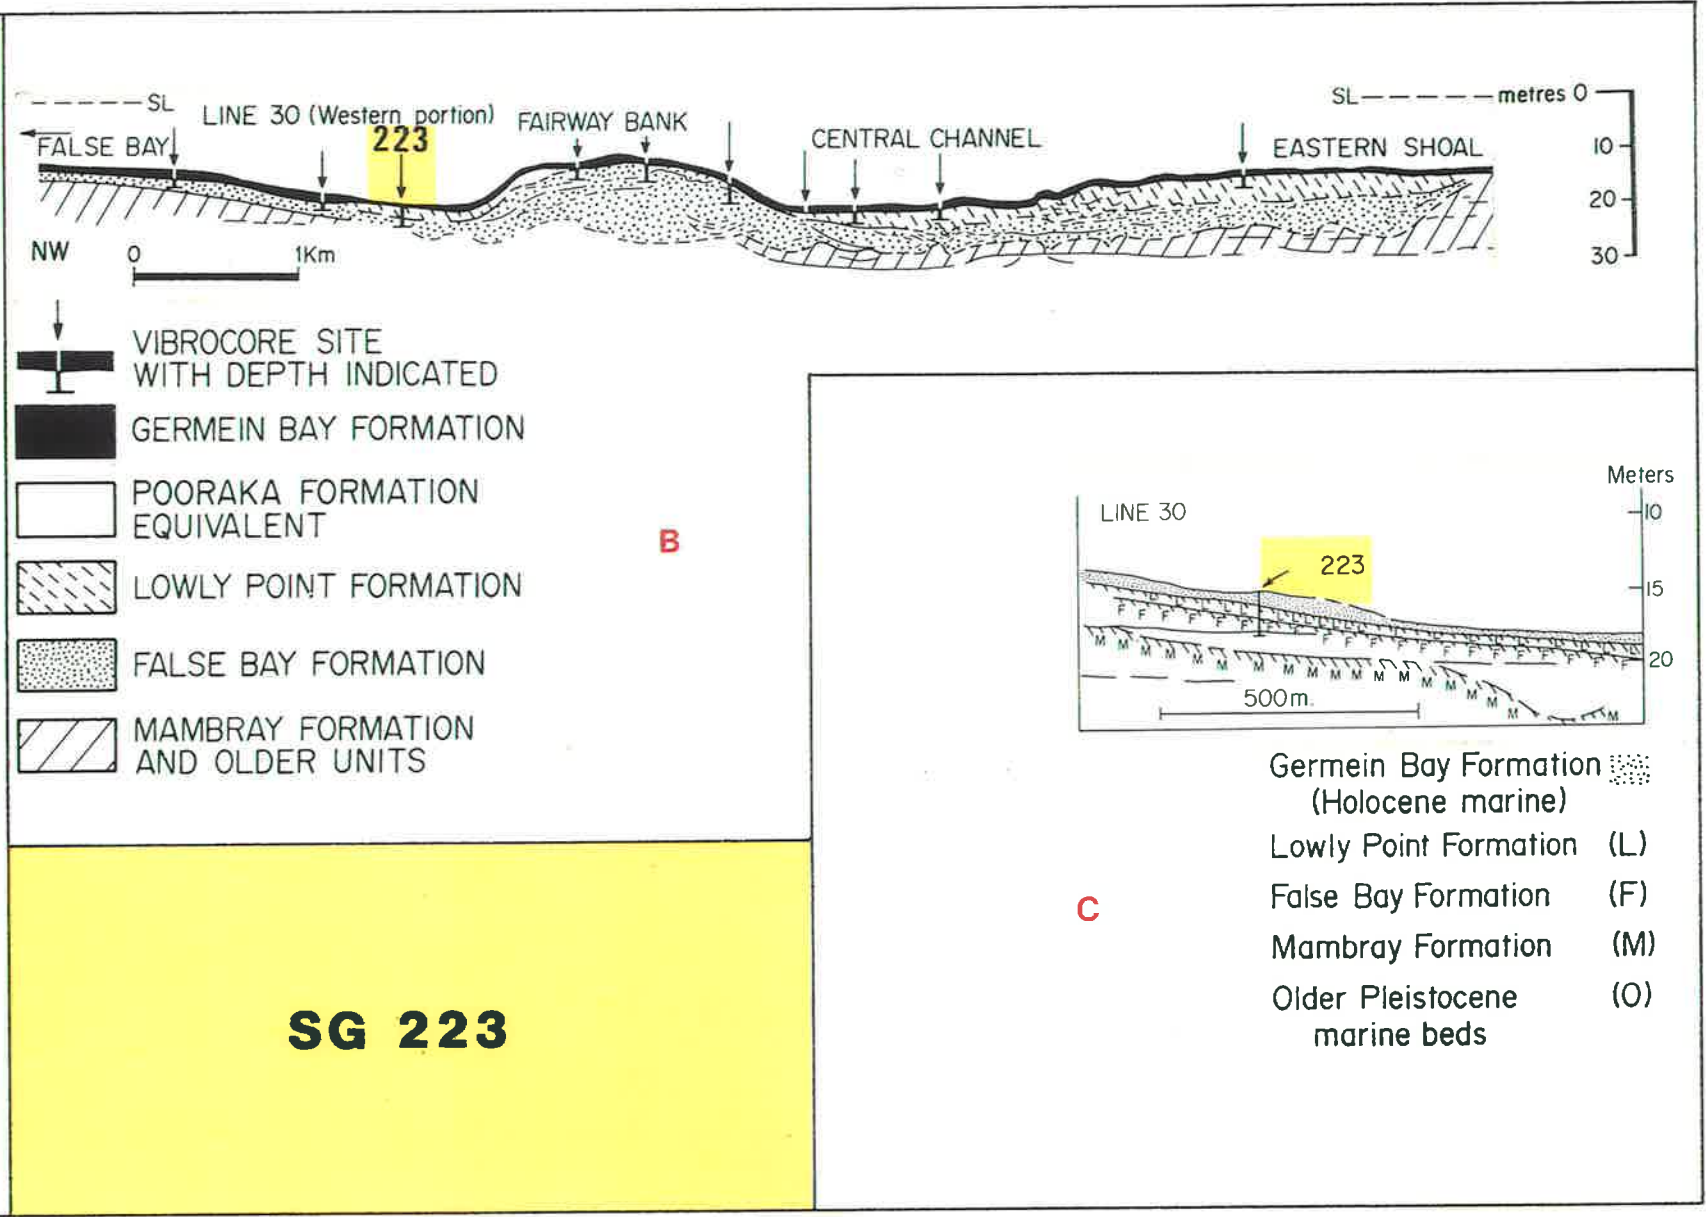 SL
LINE 30 (Western portion)
223
FAIRWAY BANK
FALSE BAY
CENTRAL CHANNEL
SL
metres 0
10
20
30
EASTERN SHOAL
NW
0
1Km
VIBROCORE SITE
WITH DEPTH INDICATED
GERMEIN BAY FORMATION
POORAKA FORMATION
EQUIVALENT
LOWLY POINT FORMATION
FALSE BAY FORMATION
MAMBRAY FORMATION
AND OLDER UNITS
B
SG 223
Meters
10
15
20
LINE 30
223
L L L L L L L L L L L L L
F F F F F F F F F F F F F F F
M M M M M M M M M M M M M M M M M M M
500m.
Germein Bay Formation
(Holocene marine)
Lowly Point Formation (L)
False Bay Formation (F)
Mambray Formation (M)
Older Pleistocene (O)
marine beds
C